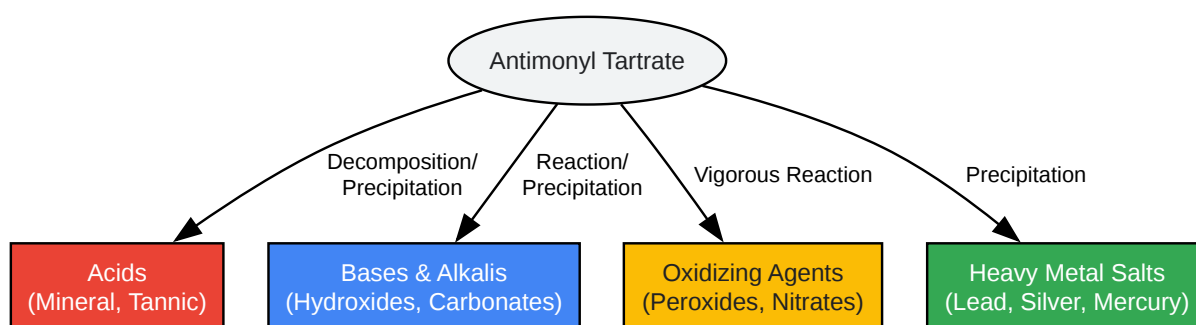 Antimonyl Tartrate
Decomposition/
Precipitation
Reaction/
Precipitation
Vigorous Reaction
Precipitation
Acids
(Mineral, Tannic)
Bases & Alkalis
(Hydroxides, Carbonates)
Oxidizing Agents
(Peroxides, Nitrates)
Heavy Metal Salts
(Lead, Silver, Mercury)